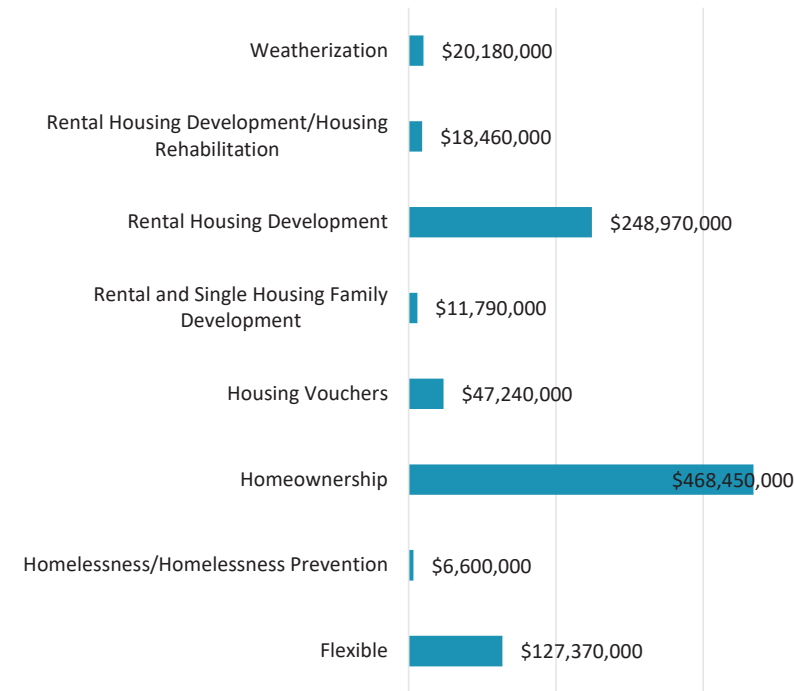 Weatherization
$20,180,000
Rental Housing Development/Housing
Rehabilitation
$18,460,000
Rental Housing Development
$248,970,000
Rental and Single Housing Family
Development
$11,790,000
Housing Vouchers
$47,240,000
Homeownership
$468,450,000
Homelessness/Homelessness Prevention
$6,600,000
Flexible
$127,370,000